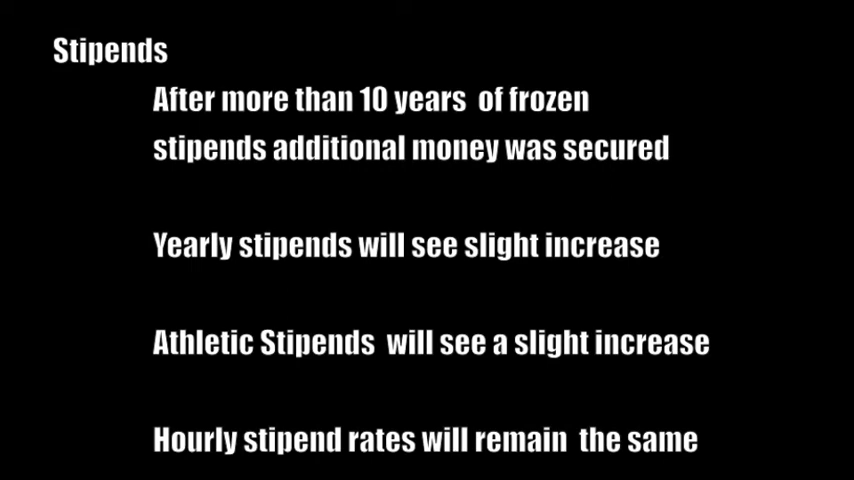 Stipends
After more than 10 years of frozen
stipends additional money was secured
Yearly stipends will see slight increase
Athletic Stipends will see a slight increase
Hourly stipend rates will remain the same